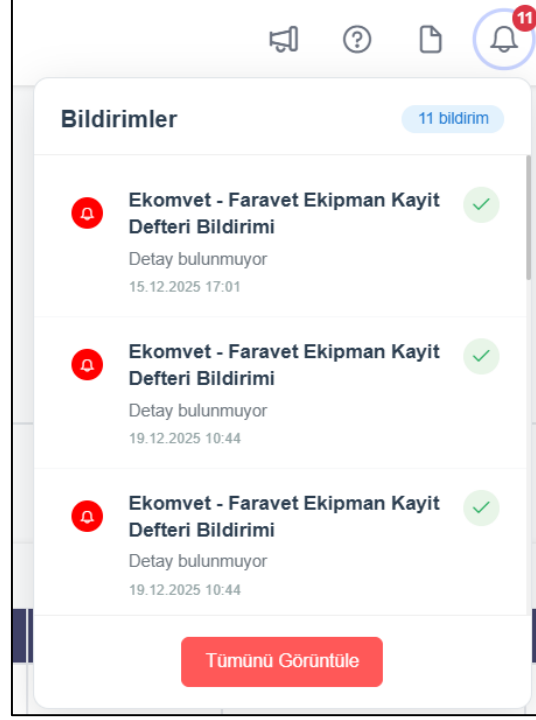 11
Bildirimler
11 bildirim
Ekomvet - Faravet Ekipman Kayit
Defteri Bildirimi
Detay bulunmuyor
15.12.2025 17:01
Ekomvet - Faravet Ekipman Kayit
Defteri Bildirimi
Detay bulunmuyor
19.12.2025 10:44
Ekomvet - Faravet Ekipman Kayit
Defteri Bildirimi
Detay bulunmuyor
19.12.2025 10:44
Tümünü Görüntüle